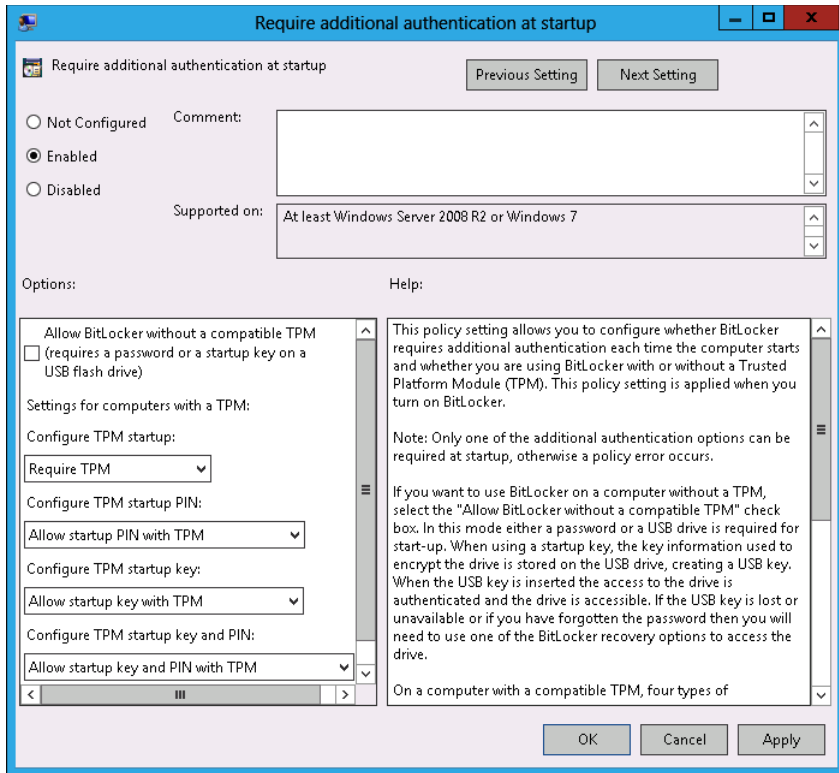 Require additional authentication at startup
Require additional authentication at startup
Previous Setting
Next Setting
Not Configured
Comment:
Enabled
Disabled
Supported on:
At least Windows Server 2008 R2 or Windows 7
Options:
Help:
Allow BitLocker without a compatible TPM
(requires a password or a startup key on a
USB flash drive)
Settings for computers with a TPM:
Configure TPM startup:
Require TPM
Configure TPM startup PIN:
Allow startup PIN with TPM
Configure TPM startup key:
Allow startup key with TPM
Configure TPM startup key and PIN:
Allow startup key and PIN with TPM
This policy setting allows you to configure whether BitLocker
requires additional authentication each time the computer starts
and whether you are using BitLocker with or without a Trusted
Platform Module (TPM). This policy setting is applied when you
turn on BitLocker.
Note: Only one of the additional authentication options can be
required at startup, otherwise a policy error occurs.
If you want to use BitLocker on a computer without a TPM,
select the "Allow BitLocker without a compatible TPM" check
box. In this mode either a password or a USB drive is required for
start-up. When using a startup key, the key information used to
encrypt the drive is stored on the USB drive, creating a USB key.
When the USB key is inserted the access to the drive is
authenticated and the drive is accessible. If the USB key is lost or
unavailable or if you have forgotten the password then you will
need to use one of the BitLocker recovery options to access the
drive.
On a computer with a compatible TPM, four types of
OK
Cancel
Apply